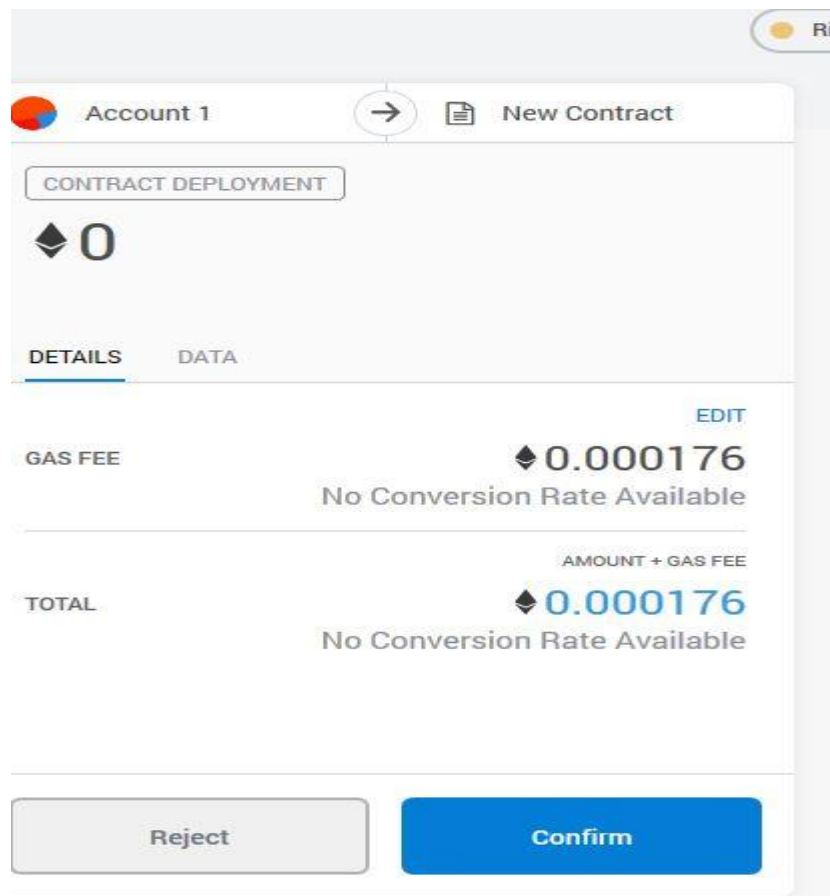 Ri
Account 1
New Contract
CONTRACT DEPLOYMENT
0
DETAILS DATA
EDIT
GAS FEE
0.000176
No Conversion Rate Available
AMOUNT + GAS FEE
TOTAL
0.000176
No Conversion Rate Available
Reject
Confirm